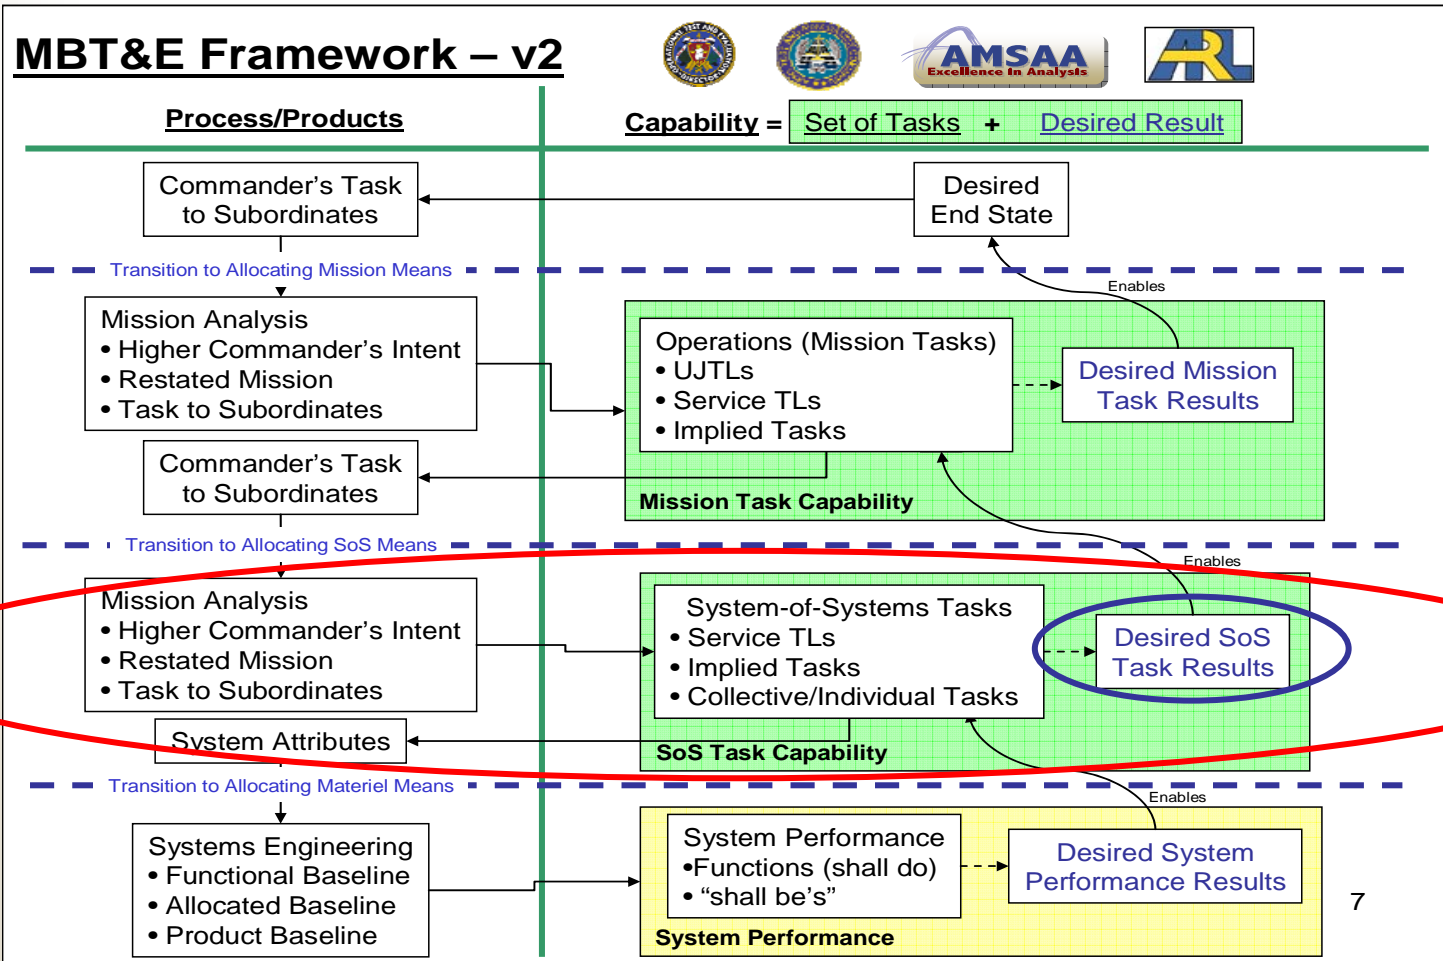 MBT&E Framework – v2
AMSAA
Excellence In Analysis
ARL
Process/Products
Capability = Set of Tasks + Desired Result
Commander’s Task
to Subordinates
Desired
End State
Transition to Allocating Mission Means
Enables
Mission Analysis
• Higher Commander’s Intent
• Restated Mission
• Task to Subordinates
Operations (Mission Tasks)
• UJTLs
• Service TLs
• Implied Tasks
Desired Mission
Task Results
Commander’s Task
to Subordinates
Mission Task Capability
Transition to Allocating SoS Means
Enables
Mission Analysis
• Higher Commander’s Intent
• Restated Mission
• Task to Subordinates
System-of-Systems Tasks
• Service TLs
• Implied Tasks
• Collective/Individual Tasks
Desired SoS
Task Results
System Attributes
SoS Task Capability
Transition to Allocating Materiel Means
Enables
Systems Engineering
• Functional Baseline
• Allocated Baseline
• Product Baseline
System Performance
•Functions (shall do)
• “shall be’s”
Desired System
Performance Results
System Performance
7